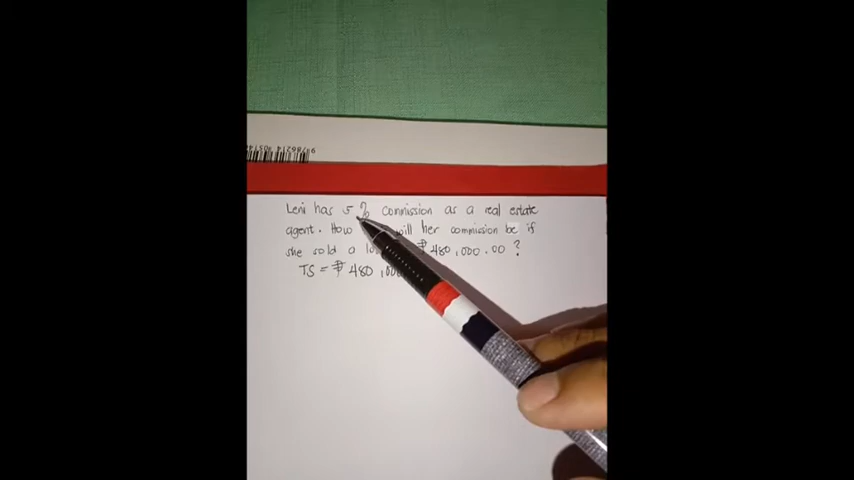 9786214051
Leni has 5 % commission as a real estate
agent. How will her commission be if
she sold a ₱ 480,000.00 ?
TS = ₱ 480,000